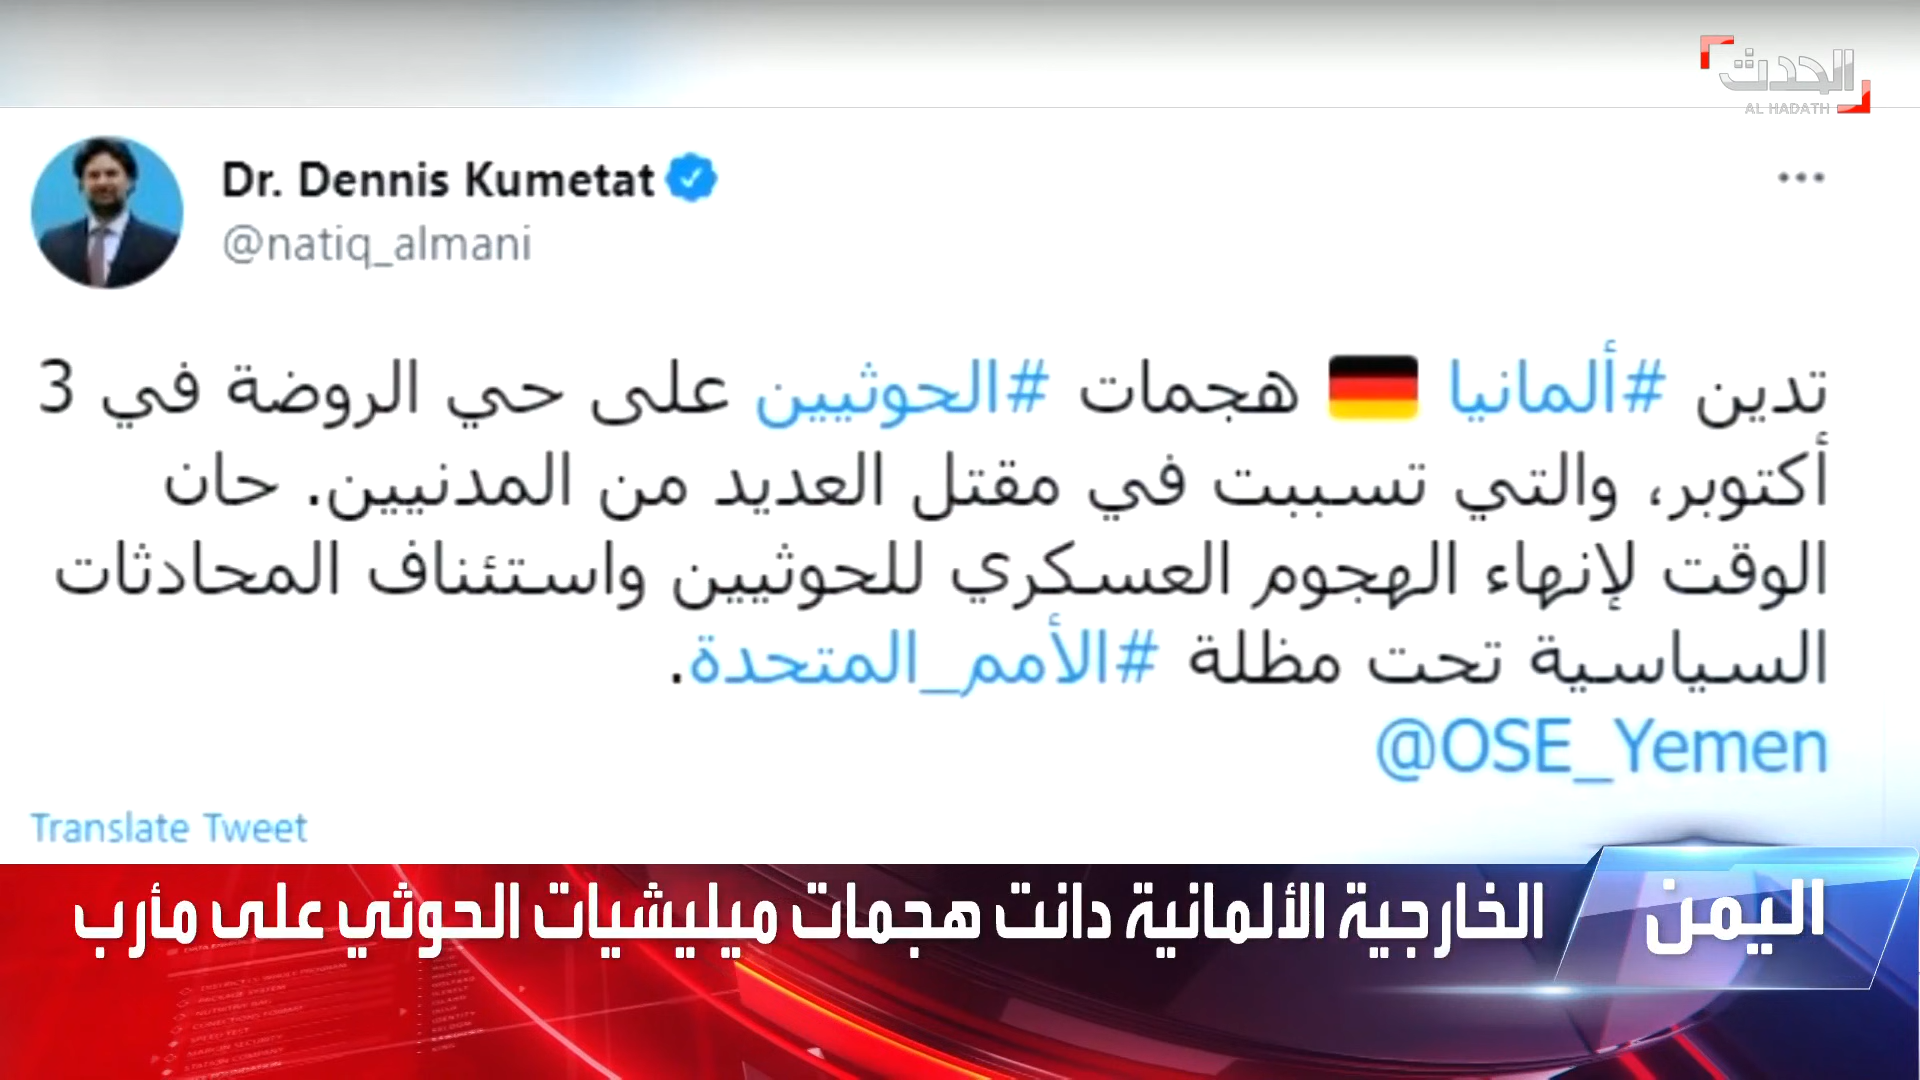 الحدث
AL HADATH
Dr. Dennis Kumetat
@natiq_almani
تدين #ألمانيا 🇩🇪 هجمات #الحوثيين على حي الروضة في 3
أكتوبر، والتي تسببت في مقتل العديد من المدنيين. حان
الوقت لإنهاء الهجوم العسكري للحوثيين واستئناف المحادثات
السياسية تحت مظلة #الأمم_المتحدة.
@OSE_Yemen
Translate Tweet
اليمن
الخارجية الألمانية دانت هجمات ميليشيات الحوثي على مأرب